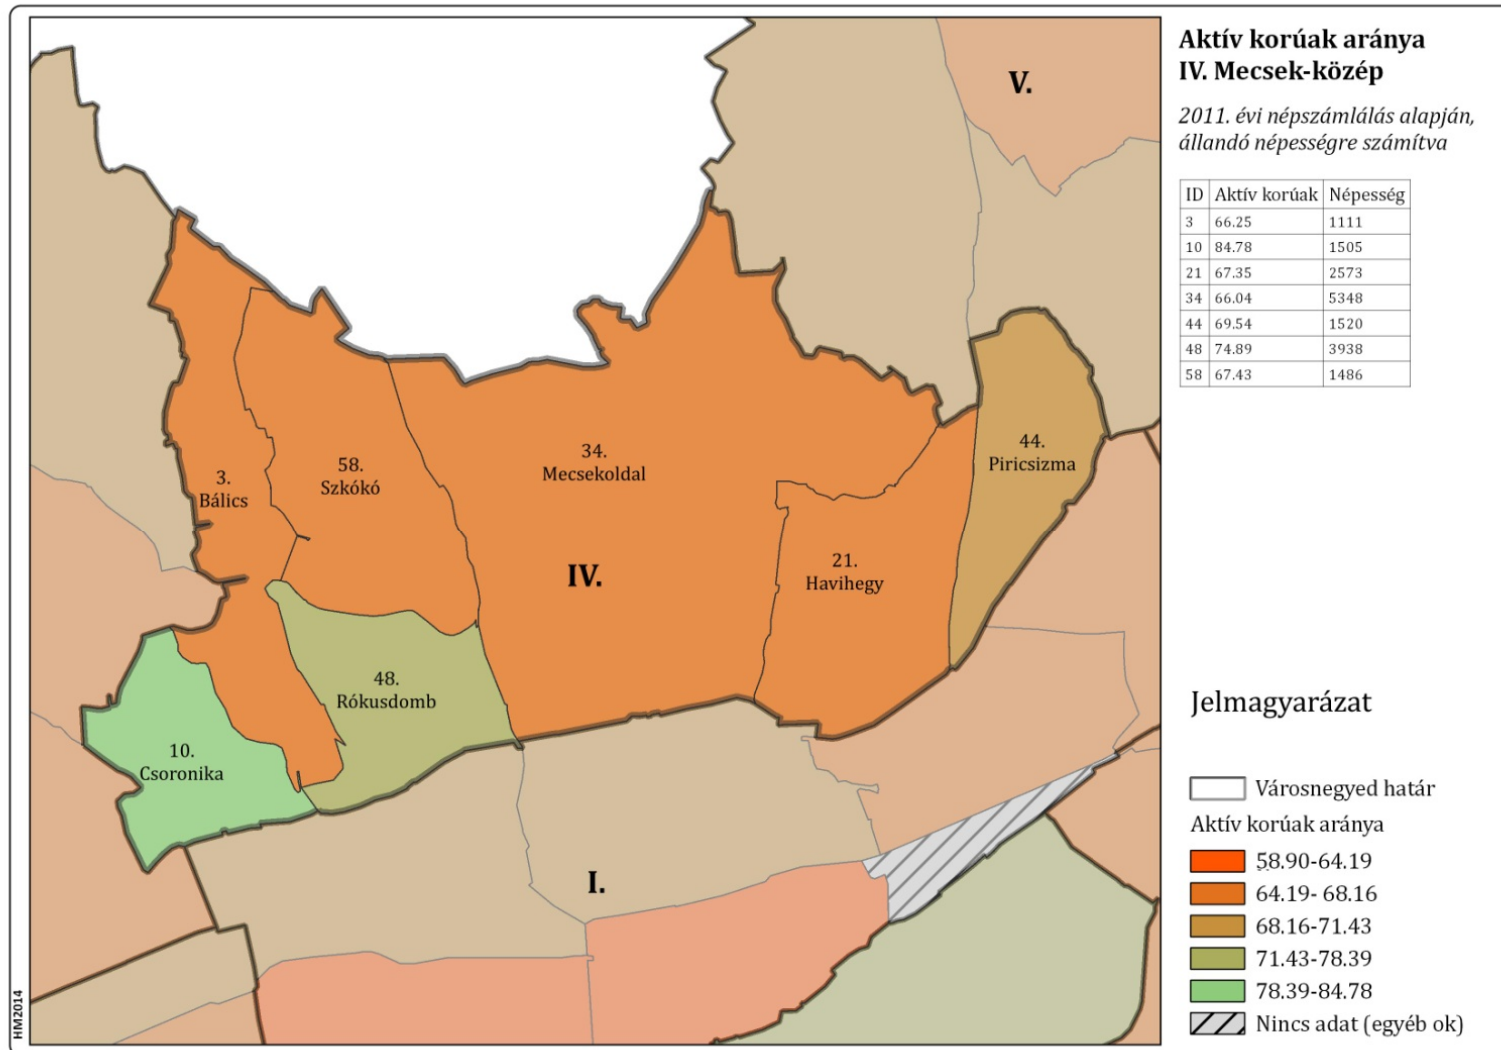 Aktív korúak aránya
IV. Mecsek-közép
2011. évi népszámlálás alapján,
állandó népességre számítva
ID Aktív korúak Népesség
3 66.25 1111
10 84.78 1505
21 67.35 2573
34 66.04 5348
44 69.54 1520
48 74.89 3938
58 67.43 1486
V.
3.
Bálics
58.
Szkókó
34.
Mecsekoldal
44.
Piricsizma
IV.
21.
Havihegy
48.
Rókusdomb
10.
Csoronika
I.
Jelmagyarázat
Városnegyed határ
Aktív korúak aránya
58.90-64.19
64.19- 68.16
68.16-71.43
71.43-78.39
78.39-84.78
Nincs adat (egyéb ok)
HM2014